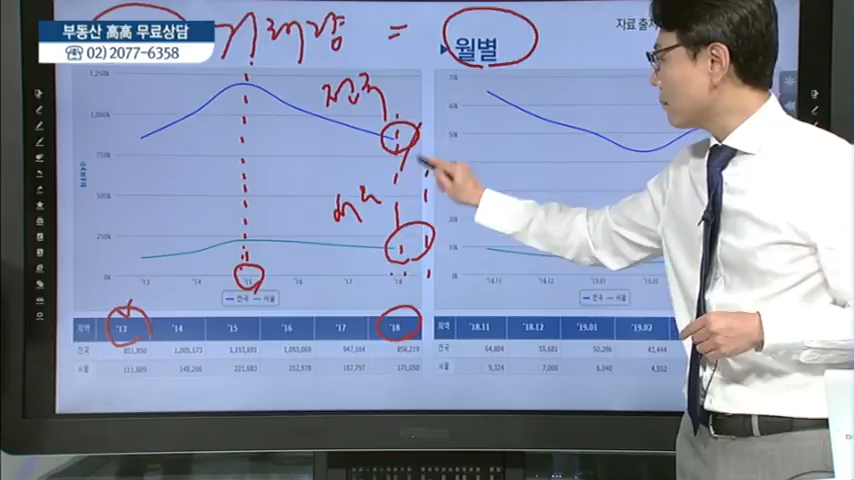 부동산 高高 무료상담
☎ 02) 2077-6358
거래량 =
▶ 월별
자료 출처
전국
서울
1,250k
1,000k
750k
500k
250k
0k
'13 '14 '15 '16 '17 '18
전국 서울
70k
60k
50k
20k
10k
0k
'18.11 '18.12 '19.01 '19.02
전국 서울
지역 '13 '14 '15 '16 '17 '18
전국 851,850 1,005,173 1,193,691 1,053,069 947,104 856,219
서울 111,889 148,266 221,683 212,978 187,797 171,050
지역 '18.11 '18.12 '19.01 '19.02
전국 64,804 55,681 50,286 43,444
서울 9,324 7,000 6,040 4,552